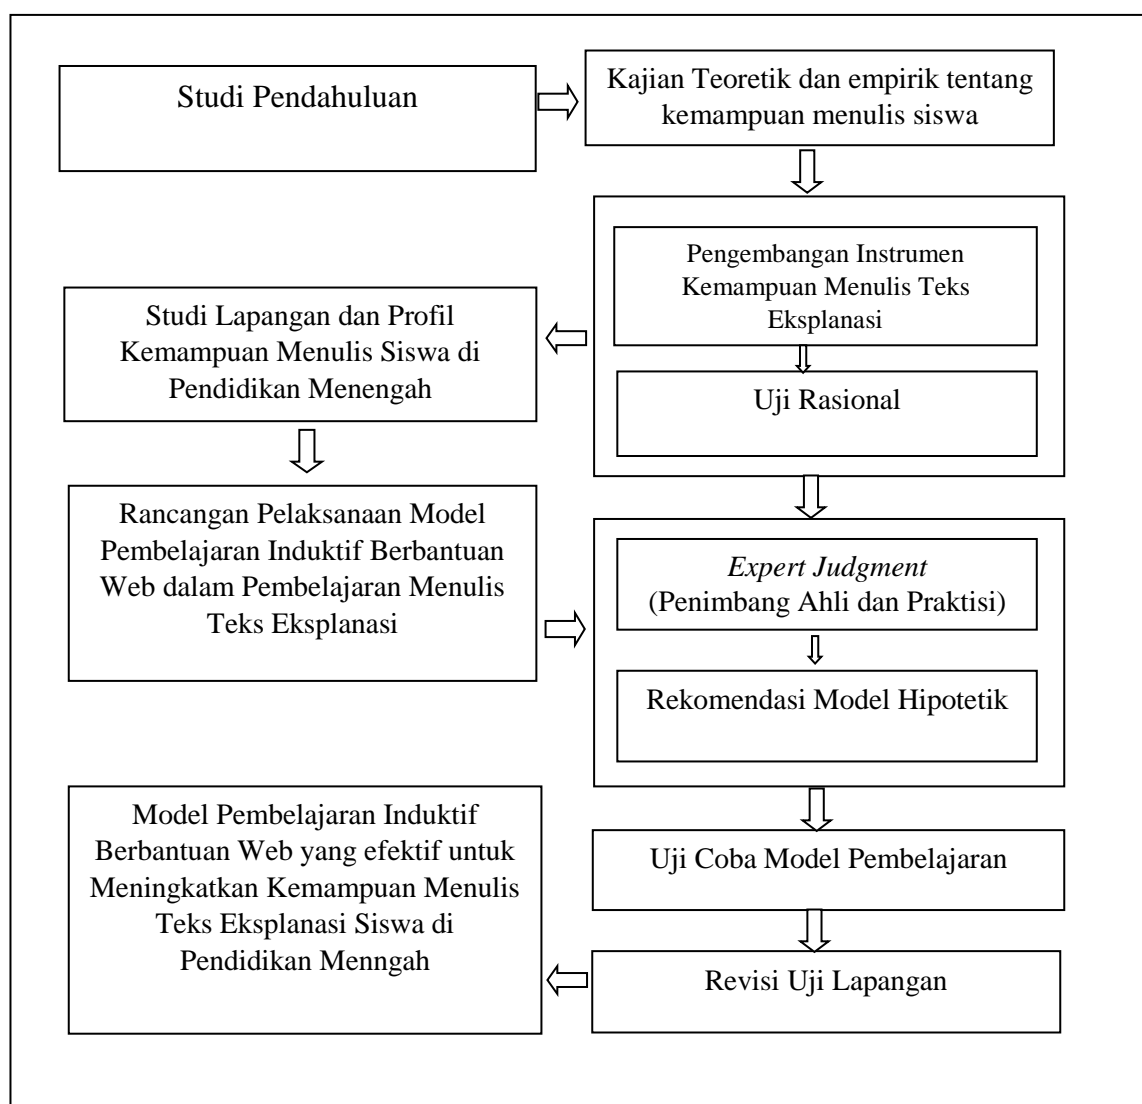 Studi Pendahuluan
Kajian Teoretik dan empirik tentang
kemampuan menulis siswa
Pengembangan Instrumen
Kemampuan Menulis Teks
Eksplanasi
Uji Rasional
Studi Lapangan dan Profil
Kemampuan Menulis Siswa di
Pendidikan Menengah
Rancangan Pelaksanaan Model
Pembelajaran Induktif Berbantuan
Web dalam Pembelajaran Menulis
Teks Eksplanasi
Expert Judgment
(Penimbang Ahli dan Praktisi)
Rekomendasi Model Hipotetik
Uji Coba Model Pembelajaran
Revisi Uji Lapangan
Model Pembelajaran Induktif
Berbantuan Web yang efektif untuk
Meningkatkan Kemampuan Menulis
Teks Eksplanasi Siswa di
Pendidikan Menngah